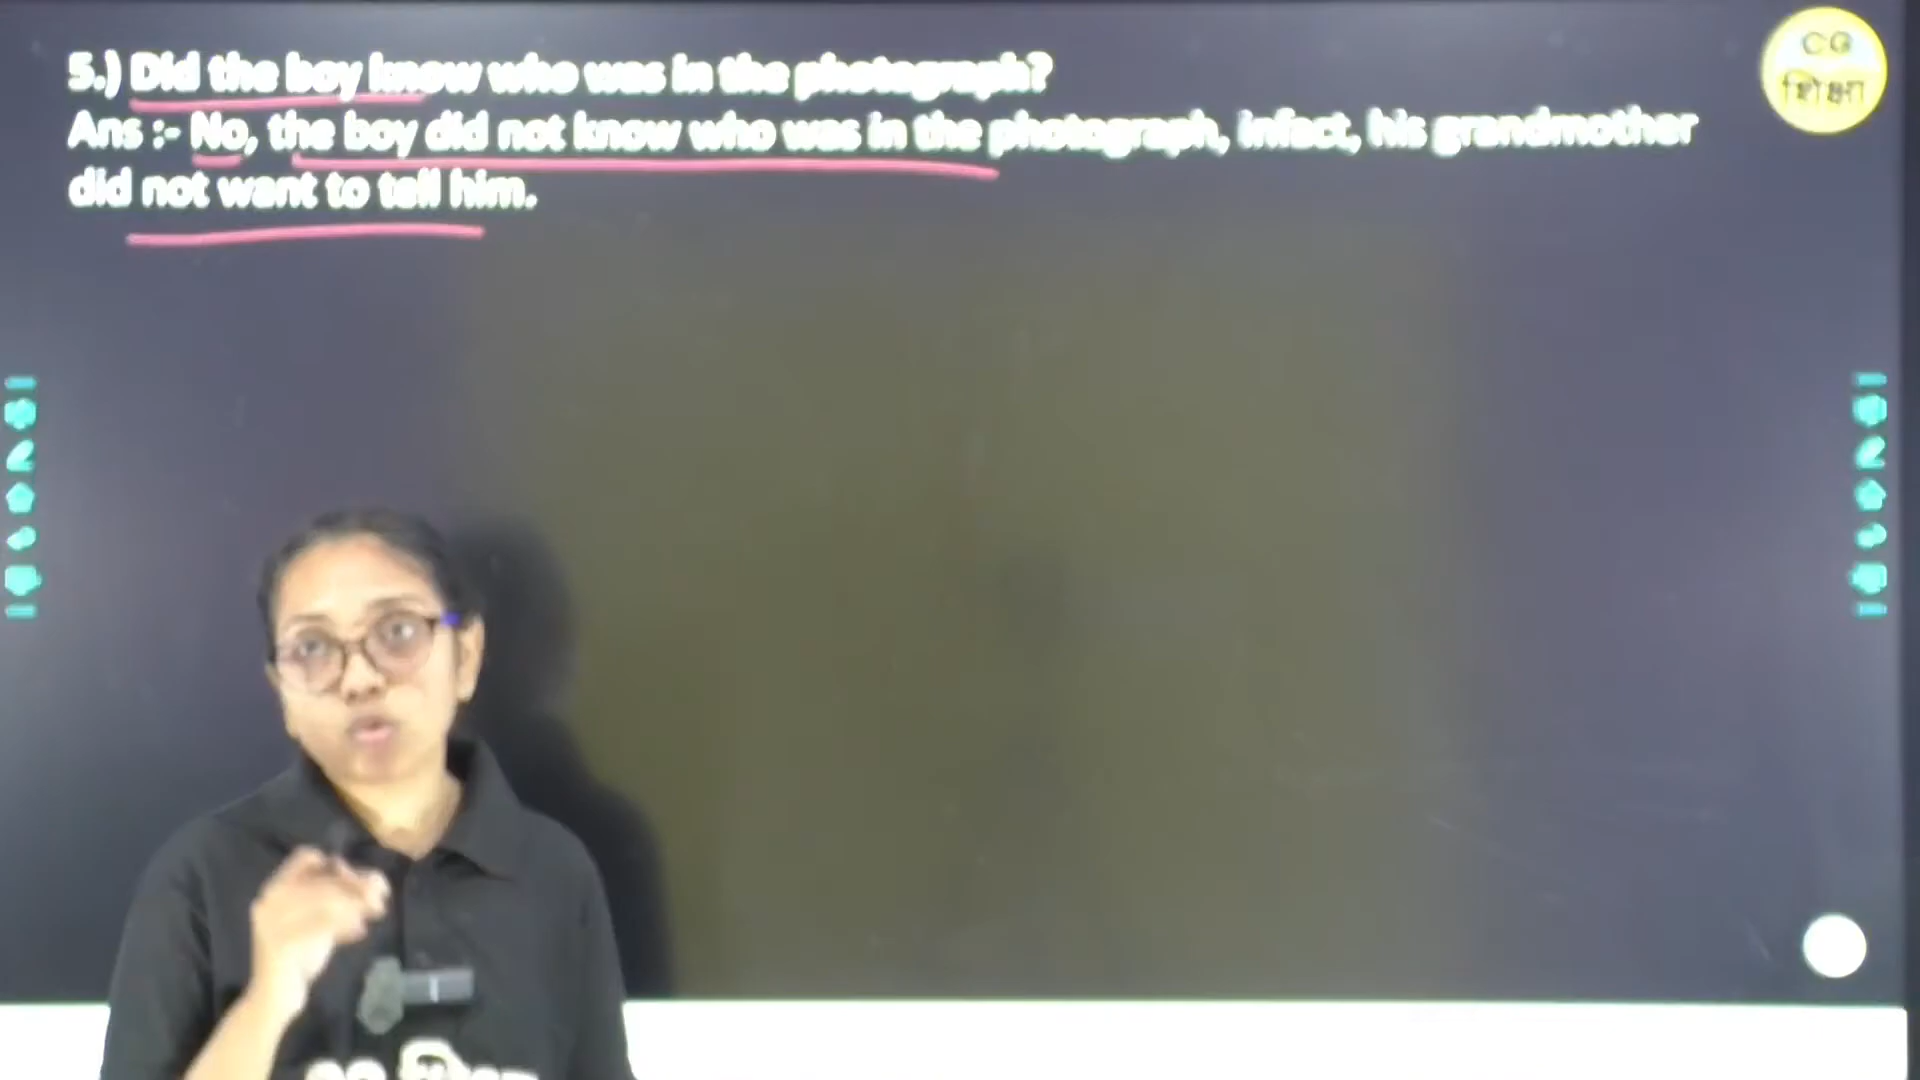 5.) Did the boy know who was in the photograph?
Ans :- No, the boy did not know who was in the photograph, infact, his grandmother
did not want to tell him.
CG
शिक्षा